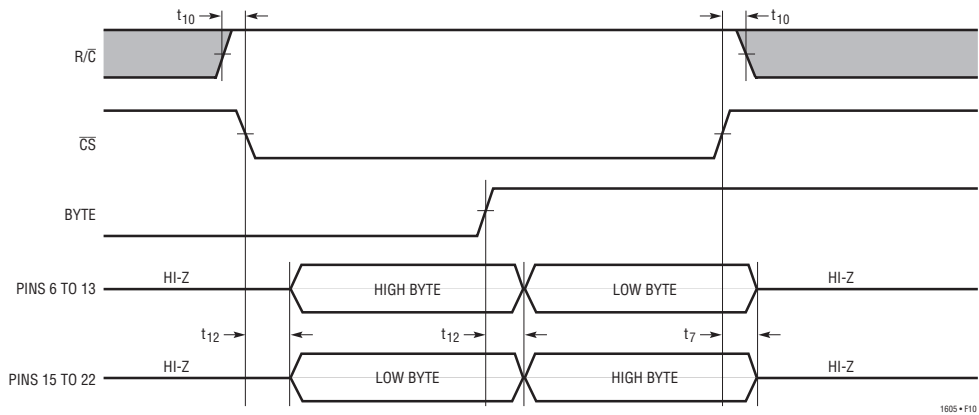 t10 t10
R/C̅
C̅S̅
BYTE
PINS 6 TO 13 HI-Z HIGH BYTE LOW BYTE HI-Z
t12 t12 t7
PINS 15 TO 22 HI-Z LOW BYTE HIGH BYTE HI-Z
1605 • F10